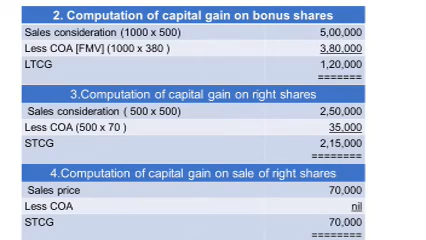 2. Computation of capital gain on bonus shares
Sales consideration (1000 x 500) 5,00,000
Less COA [FMV] (1000 x 380 ) 3,80,000
LTCG 1,20,000
=======
3.Computation of capital gain on right shares
Sales consideration ( 500 x 500) 2,50,000
Less COA (500 x 70 ) 35,000
STCG 2,15,000
========
4.Computation of capital gain on sale of right shares
Sales price 70,000
Less COA nil
STCG 70,000
========